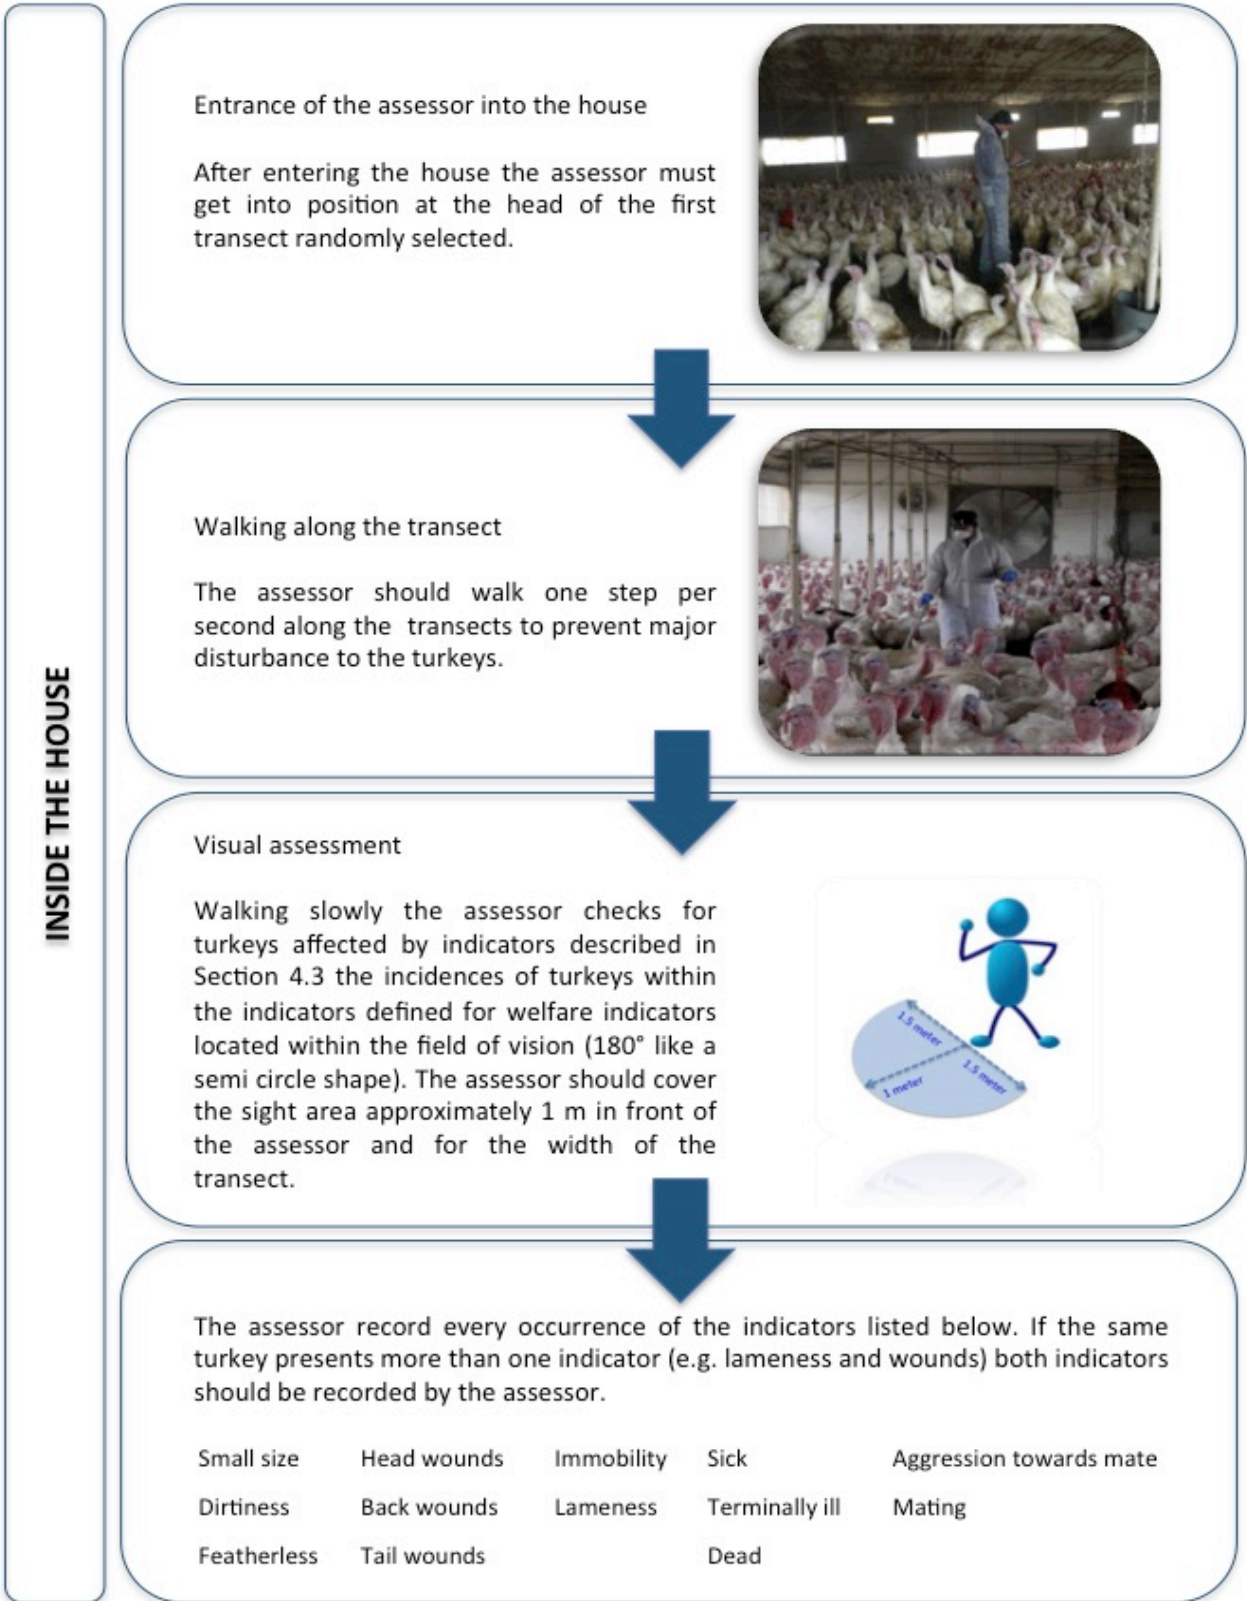 INSIDE THE HOUSE
Entrance of the assessor into the house
After entering the house the assessor must
get into position at the head of the first
transect randomly selected.
Walking along the transect
The assessor should walk one step per
second along the transects to prevent major
disturbance to the turkeys.
Visual assessment
Walking slowly the assessor checks for
turkeys affected by indicators described in
Section 4.3 the incidences of turkeys within
the indicators defined for welfare indicators
located within the field of vision (180° like a
semi circle shape). The assessor should cover
the sight area approximately 1 m in front of
the assessor and for the width of the
transect.
1.5 meter
1.5 meter
1 meter
The assessor record every occurrence of the indicators listed below. If the same
turkey presents more than one indicator (e.g. lameness and wounds) both indicators
should be recorded by the assessor.
Small size Head wounds Immobility Sick Aggression towards mate
Dirtiness Back wounds Lameness Terminally ill Mating
Featherless Tail wounds Dead